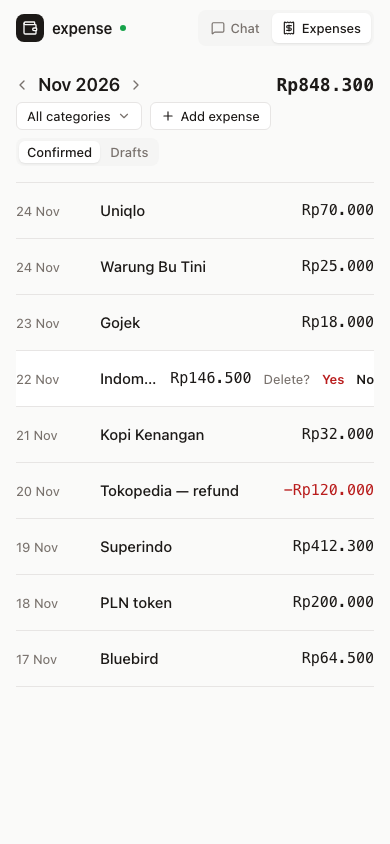 expense
Chat
Expenses
Nov 2026
Rp848.300
All categories
Add expense
Confirmed
Drafts
24 Nov Uniqlo Rp70.000
24 Nov Warung Bu Tini Rp25.000
23 Nov Gojek Rp18.000
22 Nov Indom... Rp146.500 Delete? Yes No
21 Nov Kopi Kenangan Rp32.000
20 Nov Tokopedia — refund −Rp120.000
19 Nov Superindo Rp412.300
18 Nov PLN token Rp200.000
17 Nov Bluebird Rp64.500